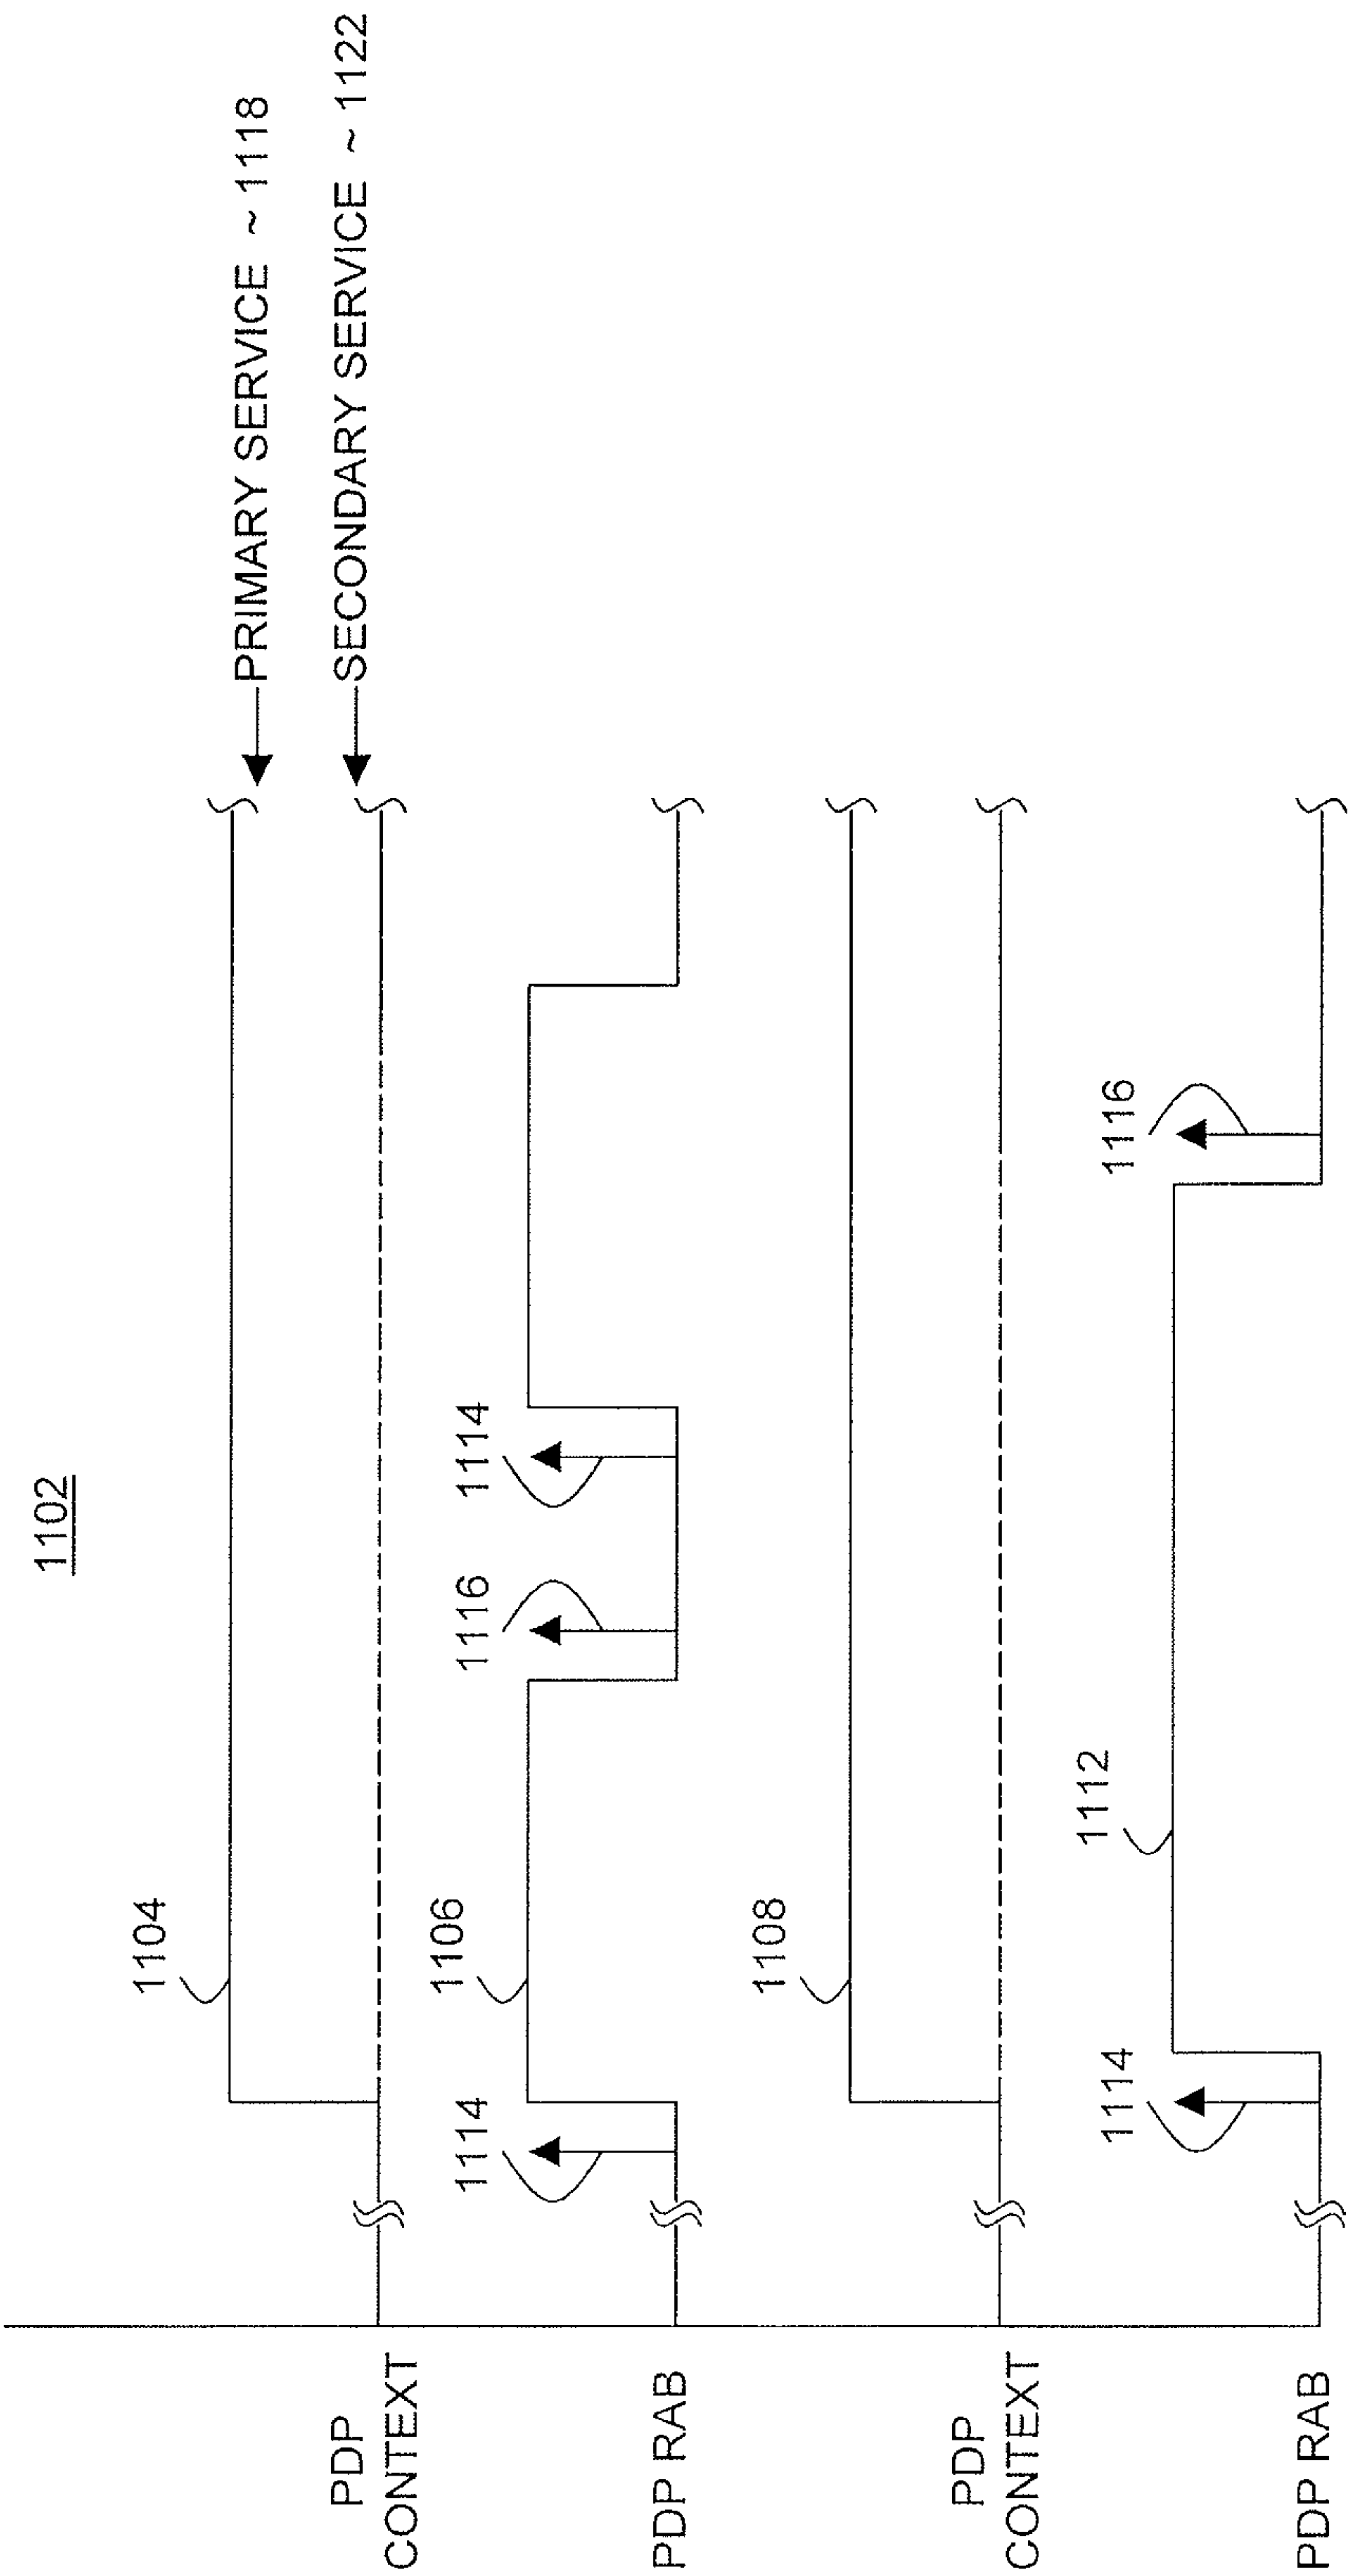 1102
PRIMARY SERVICE ~ 1118
SECONDARY SERVICE ~ 1122
1104
PDP
CONTEXT
1114
1106
1116
1114
PDP RAB
1108
PDP
CONTEXT
1114
1112
1116
PDP RAB